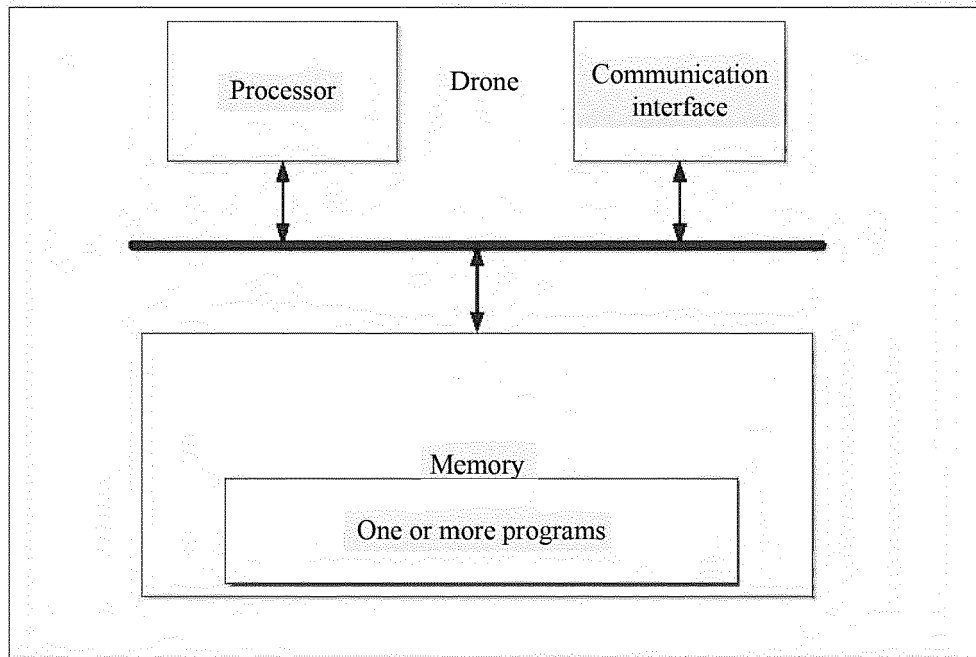 Processor
Drone
Communication
interface
Memory
One or more programs